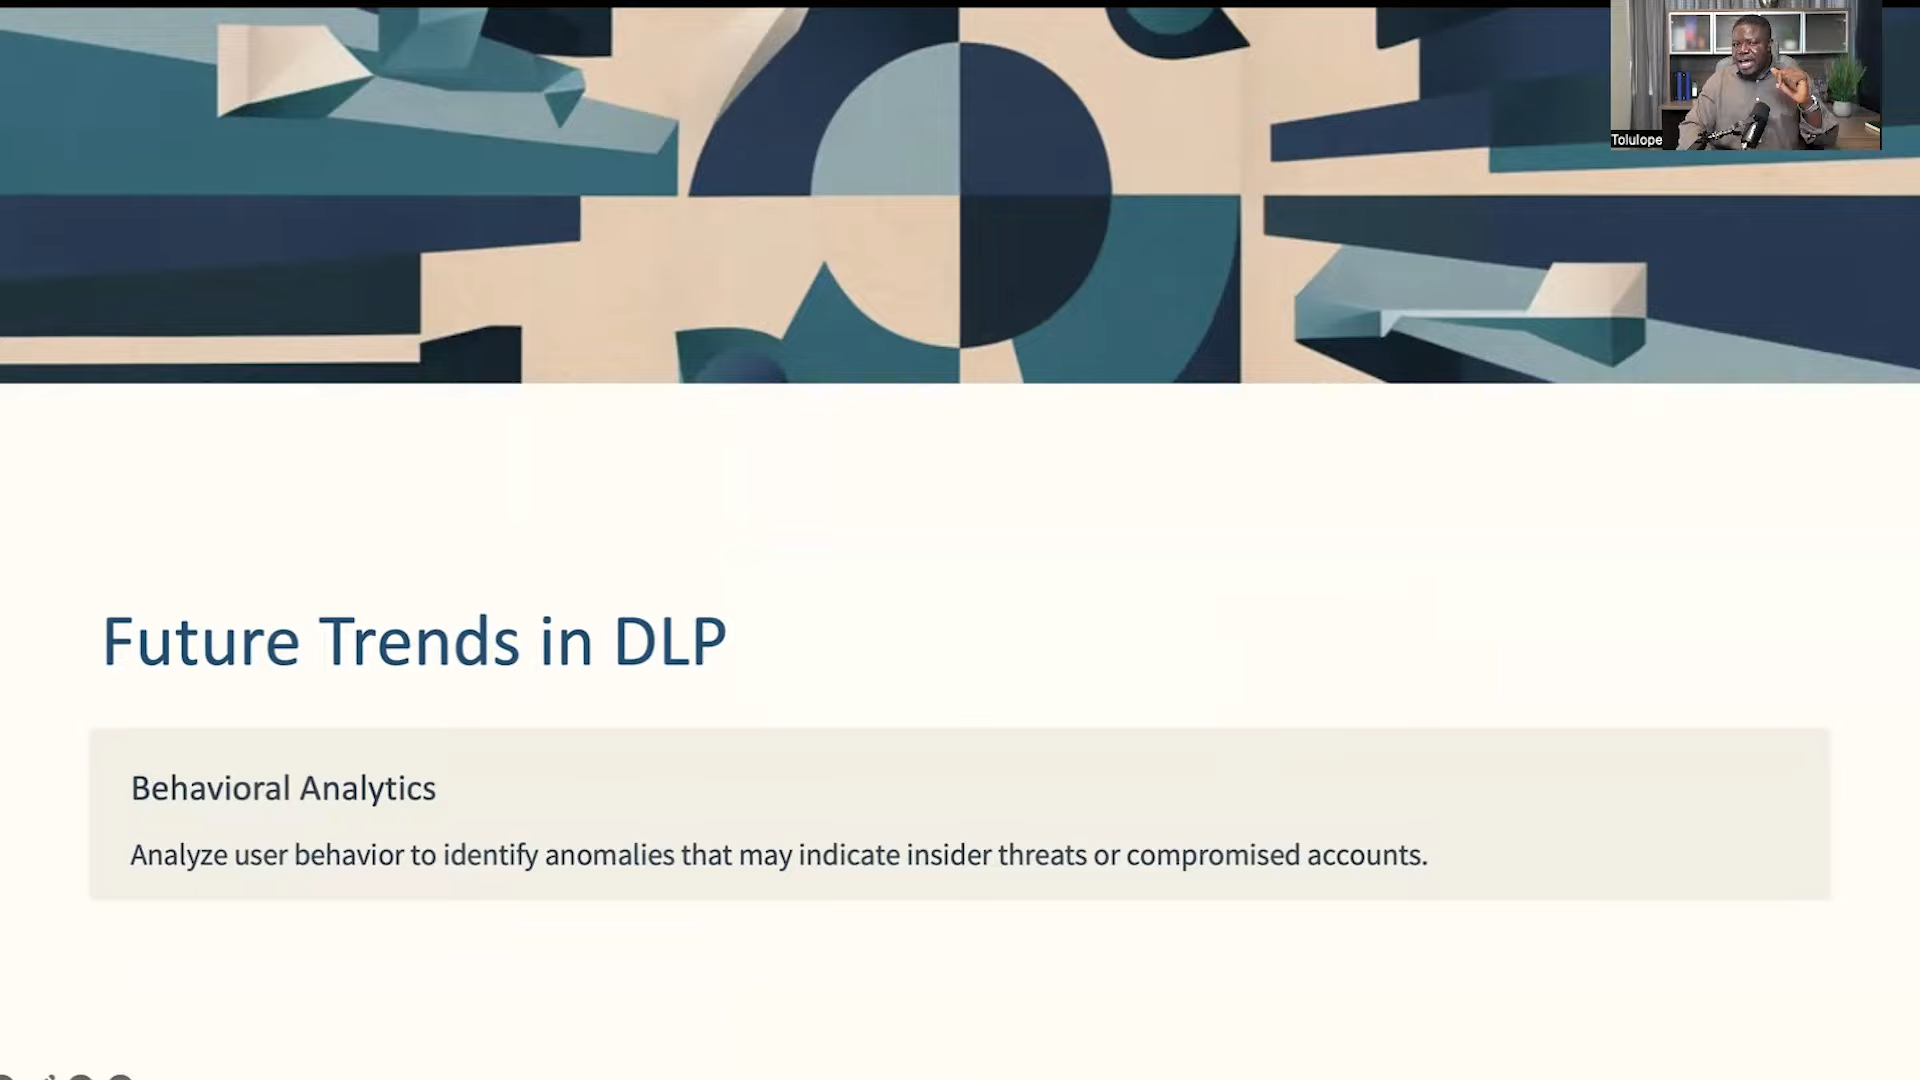 Tolulope
Future Trends in DLP
Behavioral Analytics
Analyze user behavior to identify anomalies that may indicate insider threats or compromised accounts.